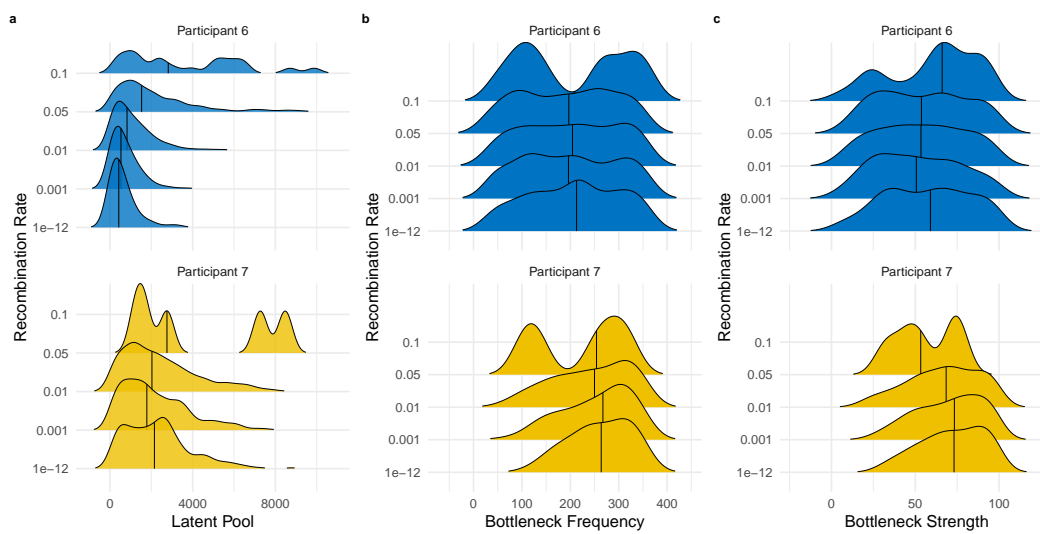 a
Participant 6
Recombination Rate
0.1
0.05
0.01
0.001
1e−12
Participant 7
0.1
0.05
0.01
0.001
1e−12
0
4000
8000
Latent Pool
b
Participant 6
Recombination Rate
0.1
0.05
0.01
0.001
1e−12
Participant 7
0.1
0.05
0.01
0.001
1e−12
0
100
200
300
400
Bottleneck Frequency
c
Participant 6
Recombination Rate
0.1
0.05
0.01
0.001
1e−12
Participant 7
0.1
0.05
0.01
0.001
1e−12
0
50
100
Bottleneck Strength